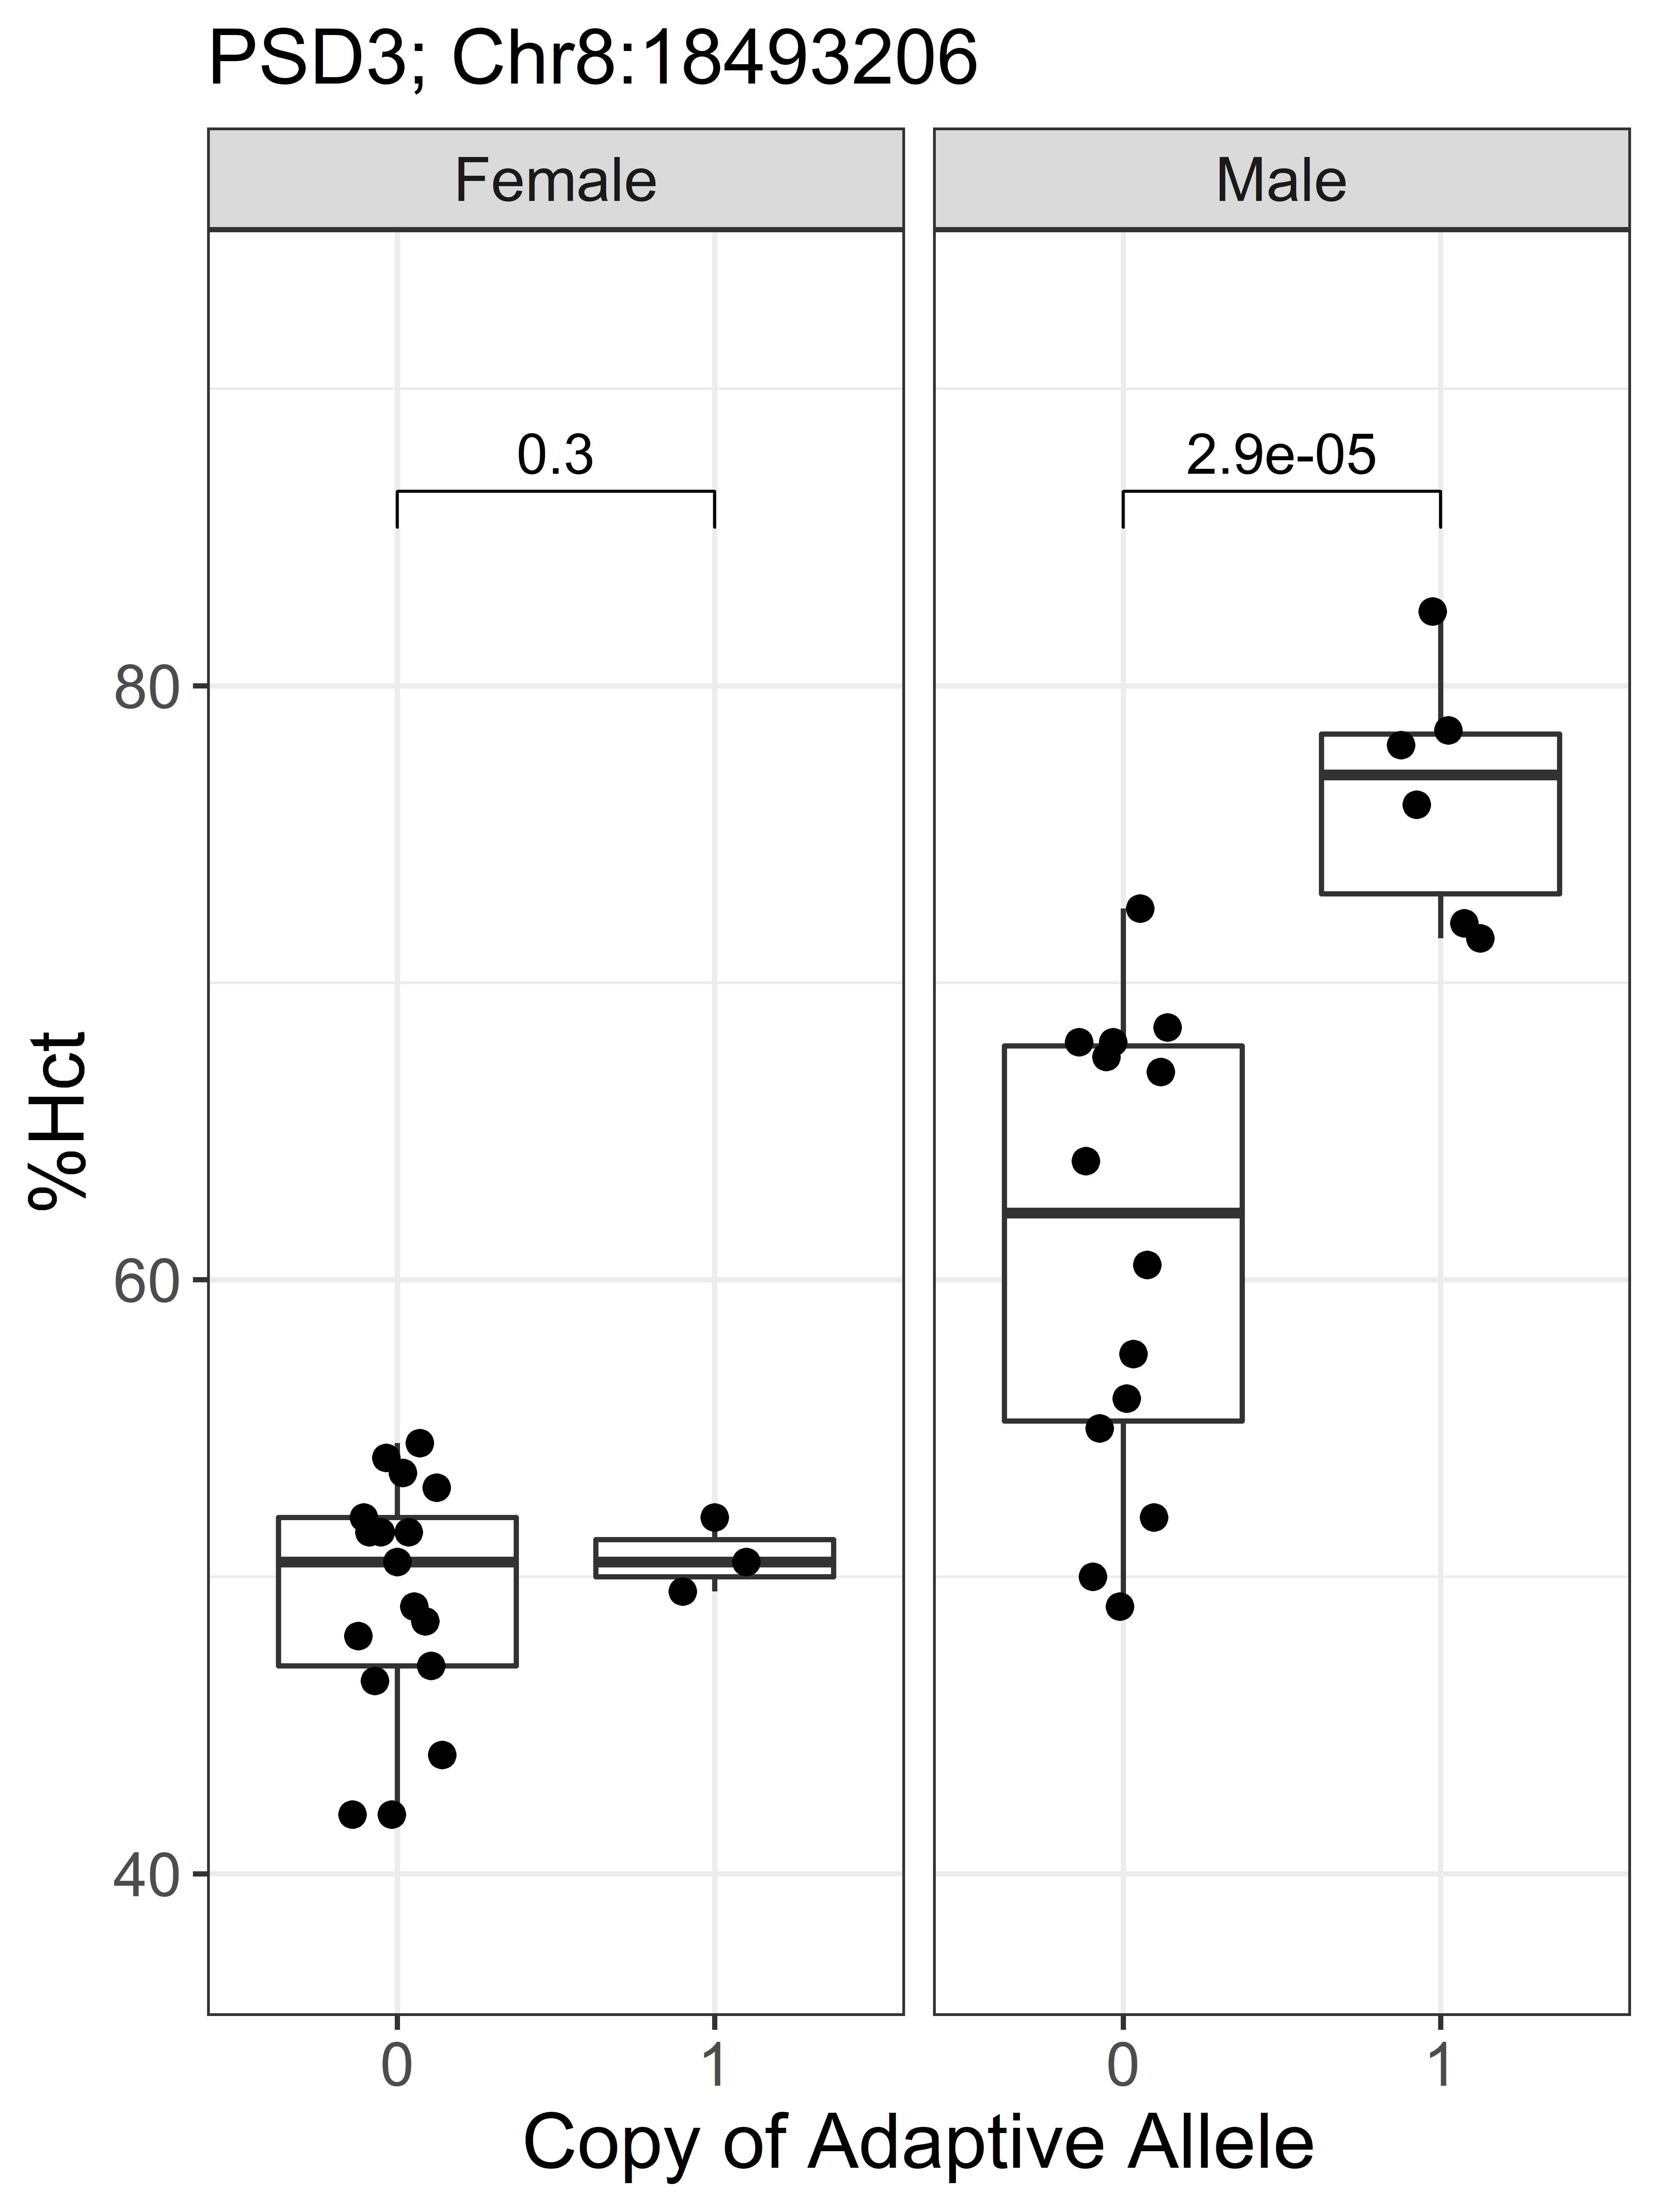 PSD3; Chr8:18493206
Female
Male
0.3
2.9e-05
80
60
40
%Hct
0
1
0
1
Copy of Adaptive Allele